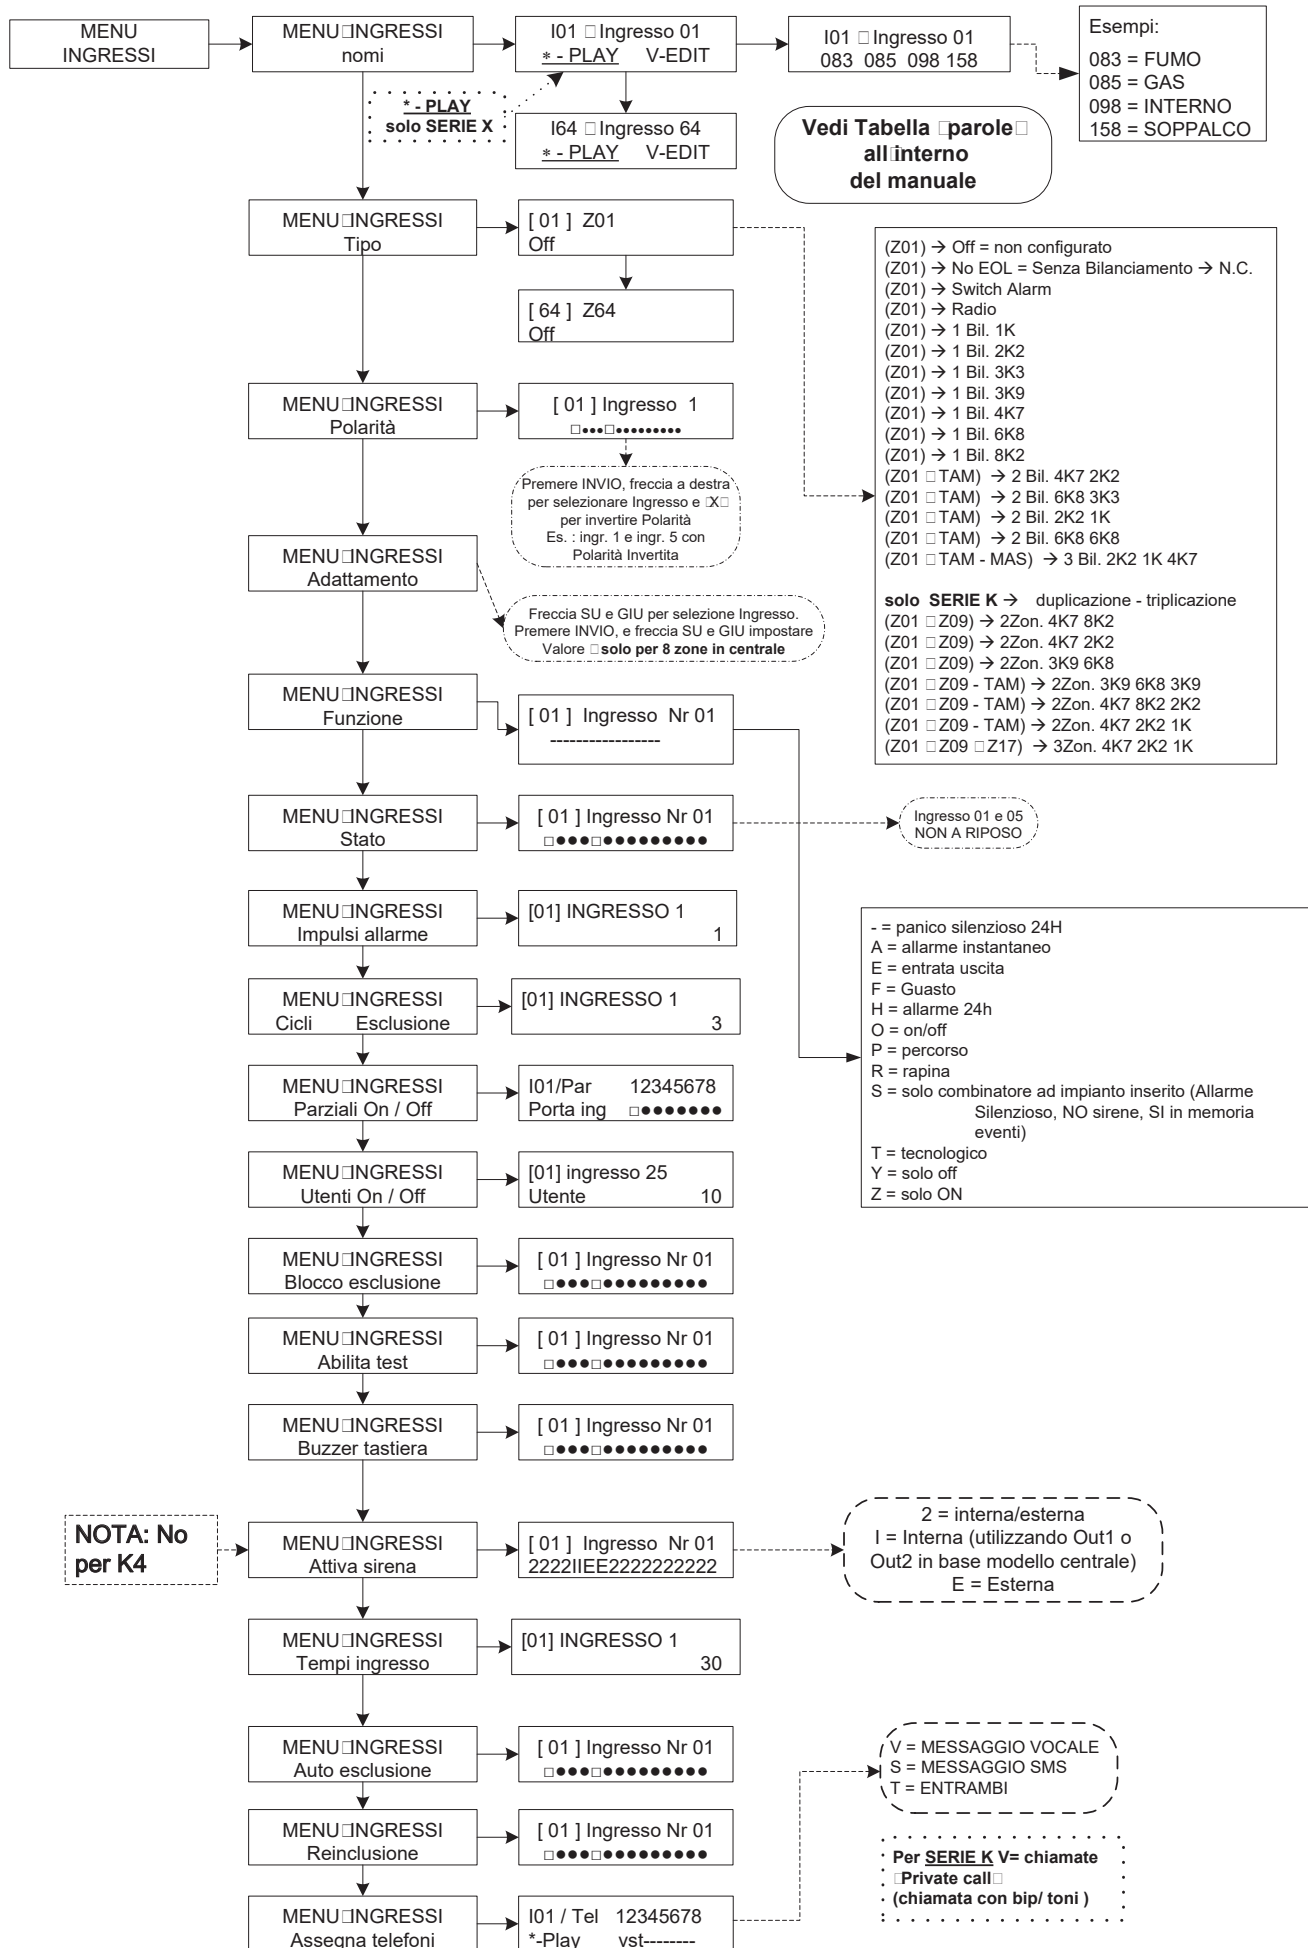 MENU
INGRESSI
MENU□INGRESSI
nomi
I01 □ Ingresso 01
* - PLAY V-EDIT
I01 □ Ingresso 01
083 085 098 158
Esempi:
083 = FUMO
085 = GAS
098 = INTERNO
158 = SOPPALCO
* - PLAY
solo SERIE X
I64 □ Ingresso 64
* - PLAY V-EDIT
Vedi Tabella □parole□
all□interno
del manuale
MENU□INGRESSI
Tipo
[ 01 ] Z01
Off
[ 64 ] Z64
Off
(Z01) → Off = non configurato
(Z01) → No EOL = Senza Bilanciamento → N.C.
(Z01) → Switch Alarm
(Z01) → Radio
(Z01) → 1 Bil. 1K
(Z01) → 1 Bil. 2K2
(Z01) → 1 Bil. 3K3
(Z01) → 1 Bil. 3K9
(Z01) → 1 Bil. 4K7
(Z01) → 1 Bil. 6K8
(Z01) → 1 Bil. 8K2
(Z01 □ TAM) → 2 Bil. 4K7 2K2
(Z01 □ TAM) → 2 Bil. 6K8 3K3
(Z01 □ TAM) → 2 Bil. 2K2 1K
(Z01 □ TAM) → 2 Bil. 6K8 6K8
(Z01 □ TAM - MAS) → 3 Bil. 2K2 1K 4K7
solo SERIE K → duplicazione - triplicazione
(Z01 □ Z09) → 2Zon. 4K7 8K2
(Z01 □ Z09) → 2Zon. 4K7 2K2
(Z01 □ Z09) → 2Zon. 3K9 6K8
(Z01 □ Z09 - TAM) → 2Zon. 3K9 6K8 3K9
(Z01 □ Z09 - TAM) → 2Zon. 4K7 8K2 2K2
(Z01 □ Z09 - TAM) → 2Zon. 4K7 2K2 1K
(Z01 □ Z09 □ Z17) → 3Zon. 4K7 2K2 1K
MENU□INGRESSI
Polarità
[ 01 ] Ingresso 1
□●●●□●●●●●●●●●
Premere INVIO, freccia a destra
per selezionare Ingresso e □X□
per invertire Polarità
Es. : ingr. 1 e ingr. 5 con
Polarità Invertita
MENU□INGRESSI
Adattamento
Freccia SU e GIU per selezione Ingresso.
Premere INVIO, e freccia SU e GIU impostare
Valore □ solo per 8 zone in centrale
MENU□INGRESSI
Funzione
[ 01 ] Ingresso Nr 01
-----------------
MENU□INGRESSI
Stato
[ 01 ] Ingresso Nr 01
□●●●□●●●●●●●●●
Ingresso 01 e 05
NON A RIPOSO
MENU□INGRESSI
Impulsi allarme
[01] INGRESSO 1
1
- = panico silenzioso 24H
A = allarme instantaneo
E = entrata uscita
F = Guasto
H = allarme 24h
O = on/off
P = percorso
R = rapina
S = solo combinatore ad impianto inserito (Allarme
Silenzioso, NO sirene, SI in memoria
eventi)
T = tecnologico
Y = solo off
Z = solo ON
MENU□INGRESSI
Cicli Esclusione
[01] INGRESSO 1
3
MENU□INGRESSI
Parziali On / Off
I01/Par 12345678
Porta ing □●●●●●●●
MENU□INGRESSI
Utenti On / Off
[01] ingresso 25
Utente 10
MENU□INGRESSI
Blocco esclusione
[ 01 ] Ingresso Nr 01
□●●●□●●●●●●●●●
MENU□INGRESSI
Abilita test
[ 01 ] Ingresso Nr 01
□●●●□●●●●●●●●●
MENU□INGRESSI
Buzzer tastiera
[ 01 ] Ingresso Nr 01
□●●●□●●●●●●●●●
NOTA: No
per K4
MENU□INGRESSI
Attiva sirena
[ 01 ] Ingresso Nr 01
2222IIEE2222222222
2 = interna/esterna
I = Interna (utilizzando Out1 o
Out2 in base modello centrale)
E = Esterna
MENU□INGRESSI
Tempi ingresso
[01] INGRESSO 1
30
MENU□INGRESSI
Auto esclusione
[ 01 ] Ingresso Nr 01
□●●●□●●●●●●●●●
V = MESSAGGIO VOCALE
S = MESSAGGIO SMS
T = ENTRAMBI
MENU□INGRESSI
Reinclusione
[ 01 ] Ingresso Nr 01
□●●●□●●●●●●●●●
Per SERIE K V= chiamate
□Private call□
(chiamata con bip/ toni )
MENU□INGRESSI
Assegna telefoni
I01 / Tel 12345678
*-Play vst--------